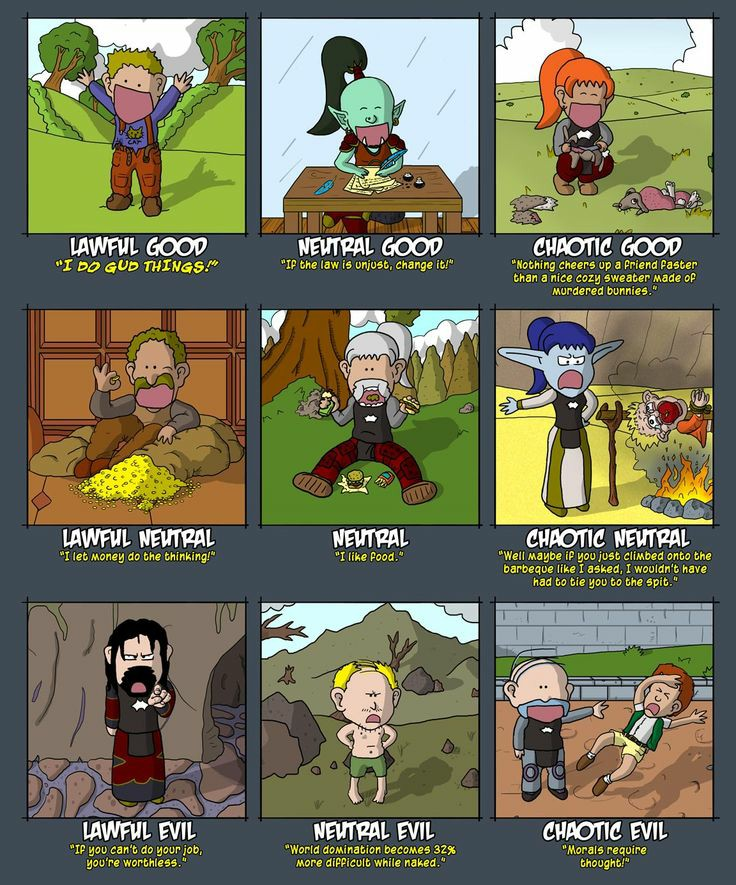 CAT
LAWFUL GOOD
"I DO GUD THINGS!"
NEUTRAL GOOD
"If the law is unjust, change it!"
CHAOTIC GOOD
"Nothing cheers up a friend faster
than a nice cozy sweater made of
murdered bunnies."
LAWFUL NEUTRAL
"I let money do the thinking!"
NEUTRAL
"I like food."
CHAOTIC NEUTRAL
"Well maybe if you just climbed onto the
barbeque like I asked, I wouldn't have
had to tie you to the spit."
LAWFUL EVIL
"If you can't do your job,
you're worthless."
NEUTRAL EVIL
"World domination becomes 32%
more difficult while naked."
CHAOTIC EVIL
"Morals require
thought!"